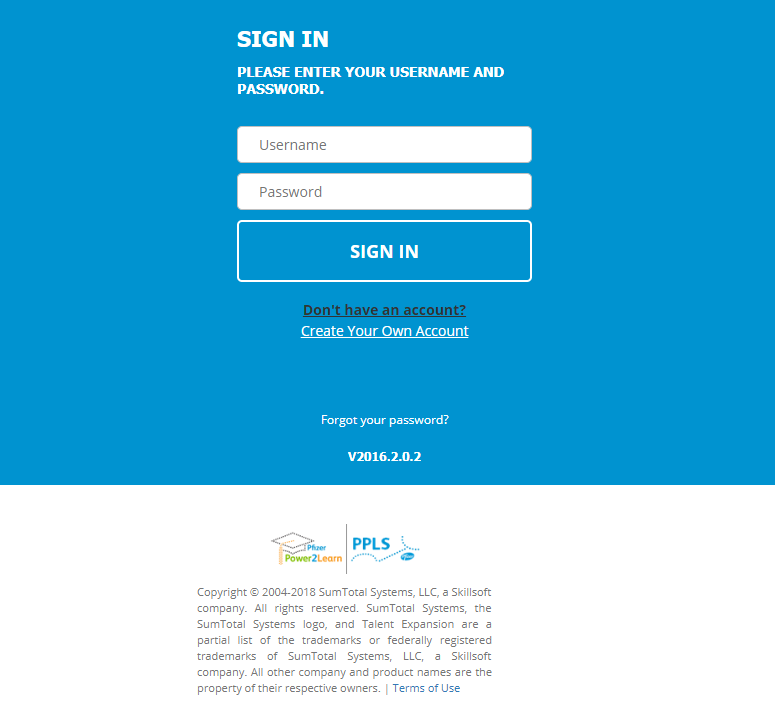 SIGN IN
PLEASE ENTER YOUR USERNAME AND
PASSWORD.
Username
Password
SIGN IN
Don't have an account?
Create Your Own Account
Forgot your password?
V2016.2.0.2
Pfizer
Power2Learn
PPLS
Pfizer
Copyright © 2004-2018 SumTotal Systems, LLC, a Skillsoft
company. All rights reserved. SumTotal Systems, the
SumTotal Systems logo, and Talent Expansion are a
partial list of the trademarks or federally registered
trademarks of SumTotal Systems, LLC, a Skillsoft
company. All other company and product names are the
property of their respective owners. | Terms of Use